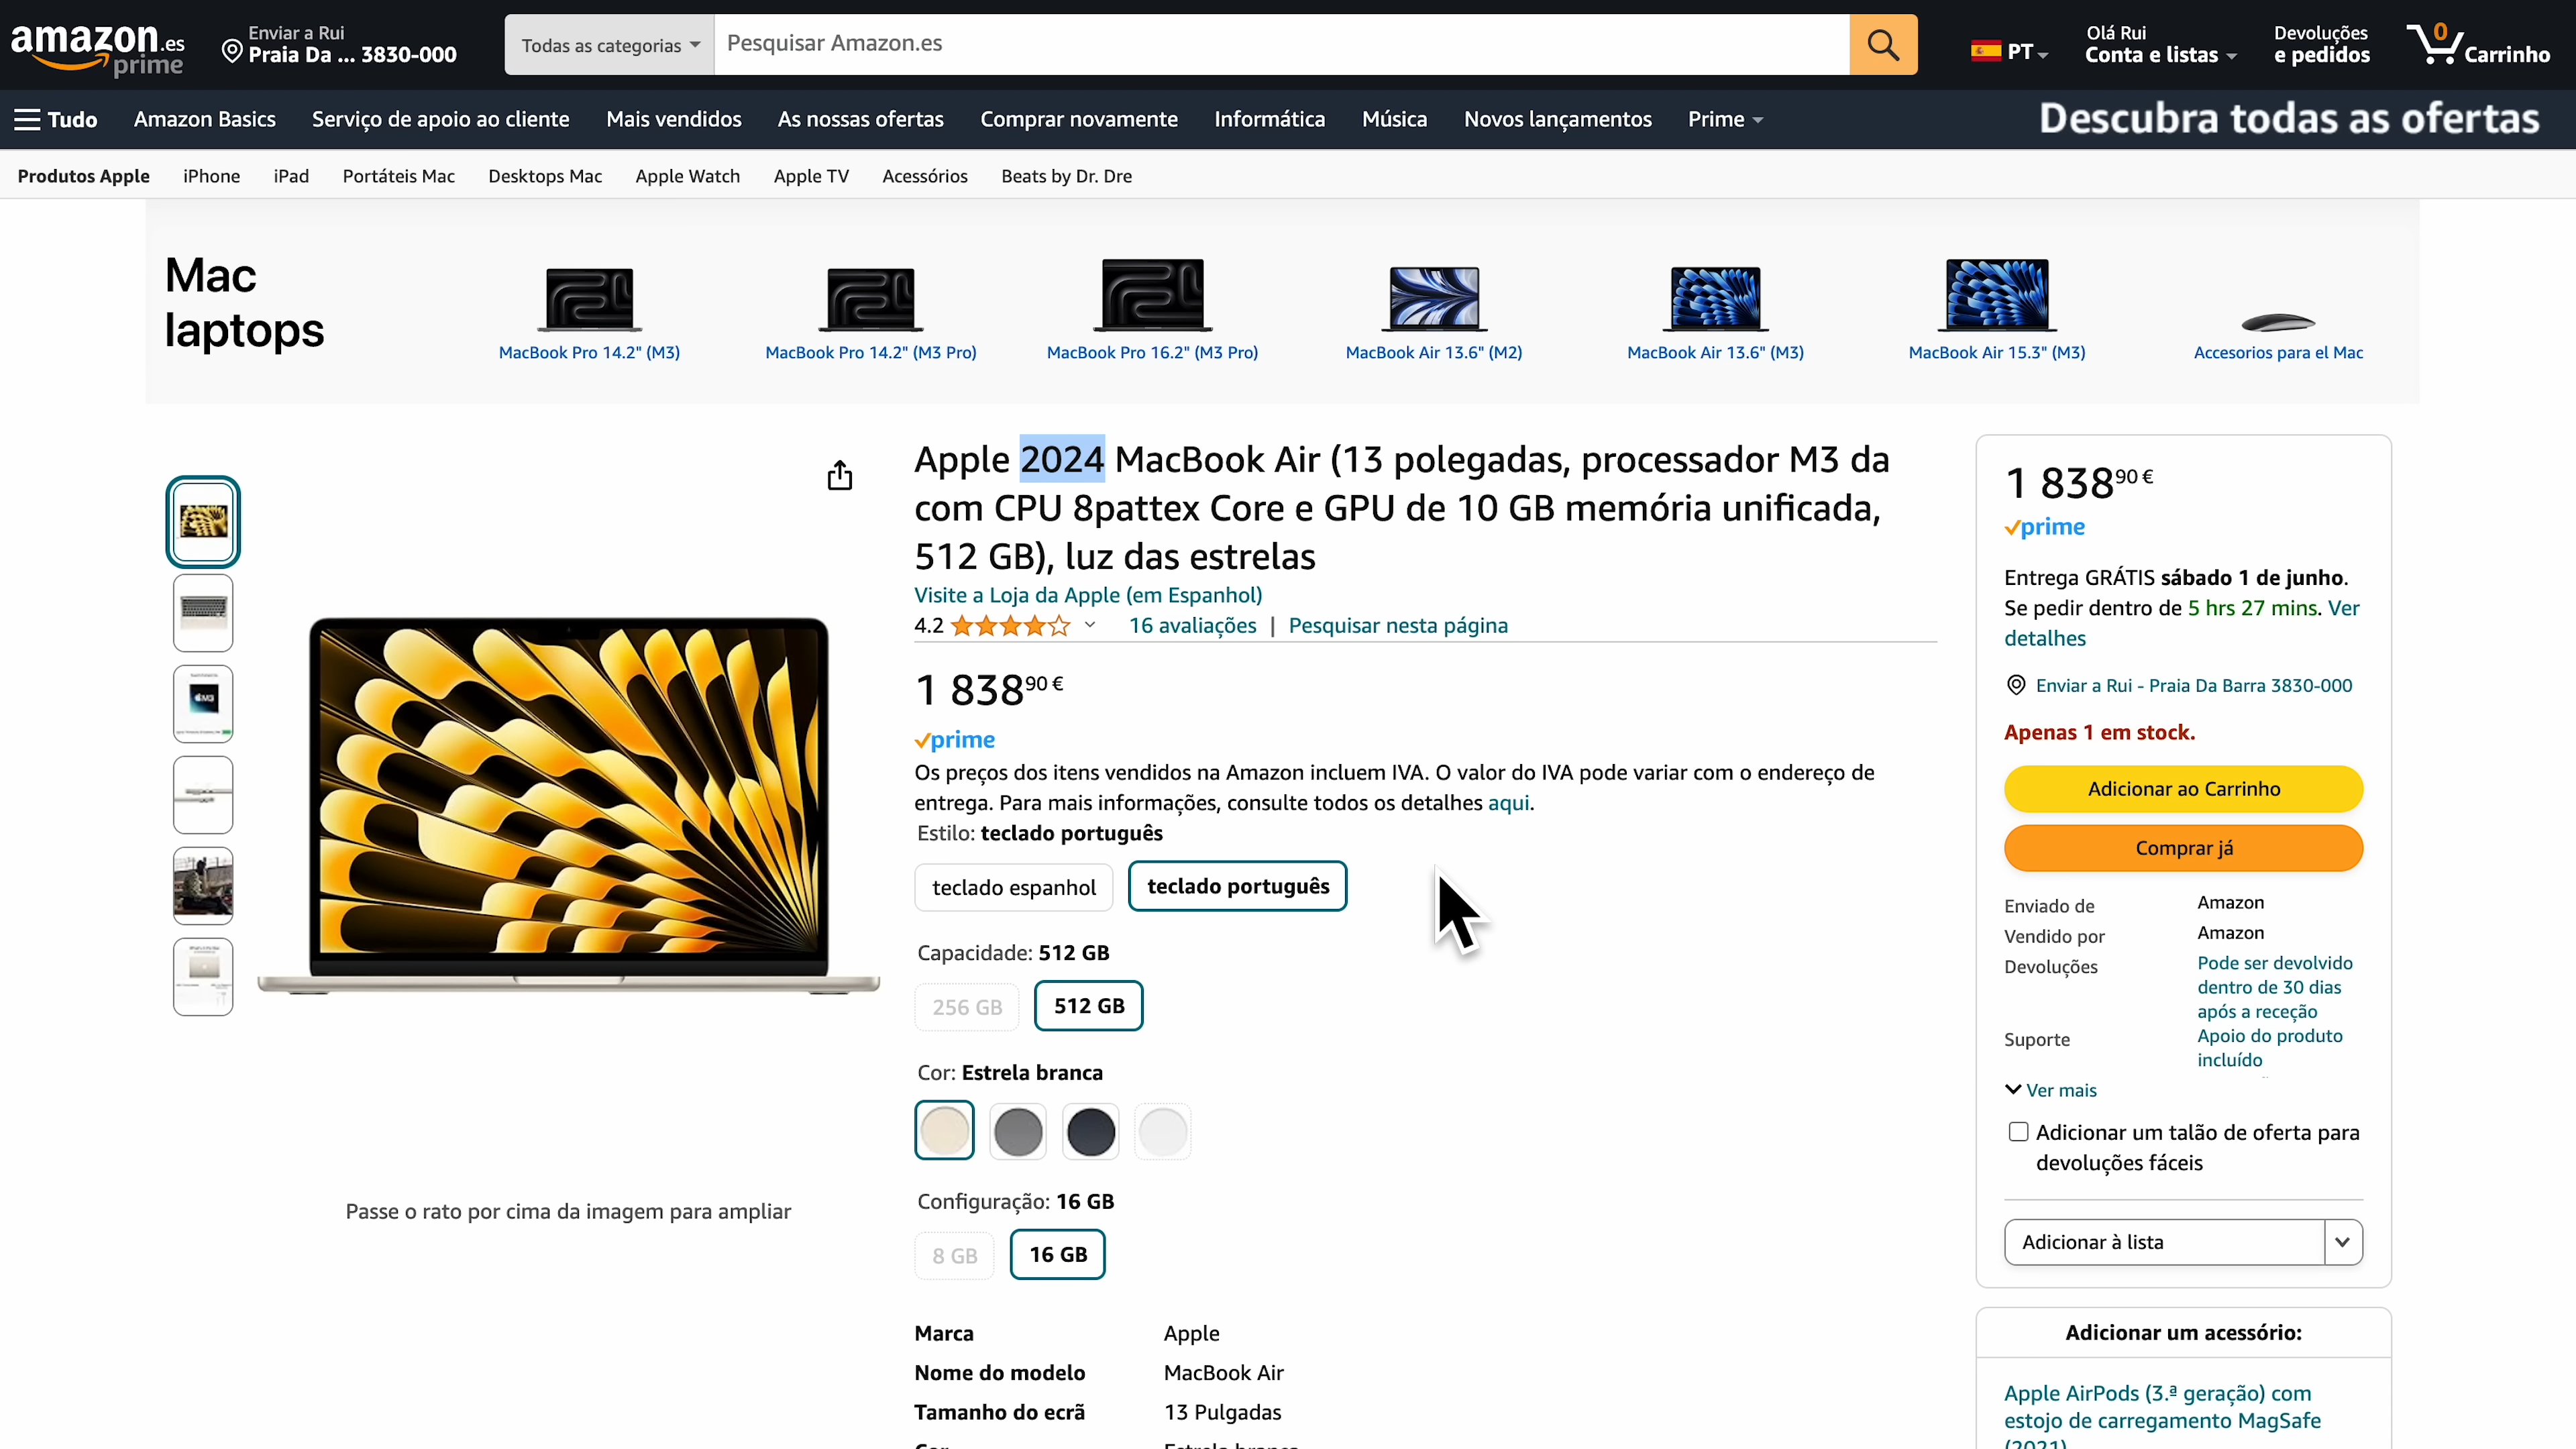 amazon.es
prime
Enviar a Rui
Praia Da ... 3830-000
Todas as categorias
Pesquisar Amazon.es
PT
Olá Rui
Conta e listas
Devoluções
e pedidos
0
Carrinho
Tudo
Amazon Basics
Serviço de apoio ao cliente
Mais vendidos
As nossas ofertas
Comprar novamente
Informática
Música
Novos lançamentos
Prime
Descubra todas as ofertas
Produtos Apple
iPhone
iPad
Portáteis Mac
Desktops Mac
Apple Watch
Apple TV
Acessórios
Beats by Dr. Dre
Mac
laptops
MacBook Pro 14.2" (M3)
MacBook Pro 14.2" (M3 Pro)
MacBook Pro 16.2" (M3 Pro)
MacBook Air 13.6" (M2)
MacBook Air 13.6" (M3)
MacBook Air 15.3" (M3)
Accesorios para el Mac
Passe o rato por cima da imagem para ampliar
Apple 2024 MacBook Air (13 polegadas, processador M3 da
com CPU 8pattex Core e GPU de 10 GB memória unificada,
512 GB), luz das estrelas
Visite a Loja da Apple (em Espanhol)
4.2
16 avaliações | Pesquisar nesta página
1 838 90 €
prime
Os preços dos itens vendidos na Amazon incluem IVA. O valor do IVA pode variar com o endereço de
entrega. Para mais informações, consulte todos os detalhes aqui.
Estilo: teclado português
teclado espanhol
teclado português
Capacidade: 512 GB
256 GB
512 GB
Cor: Estrela branca
Configuração: 16 GB
8 GB
16 GB
Marca Apple
Nome do modelo MacBook Air
Tamanho do ecrã 13 Pulgadas
Cor Estrela branca
1 838 90 €
prime
Entrega GRÁTIS sábado 1 de junho.
Se pedir dentro de 5 hrs 27 mins. Ver
detalhes
Enviar a Rui - Praia Da Barra 3830-000
Apenas 1 em stock.
Adicionar ao Carrinho
Comprar já
Enviado de Amazon
Vendido por Amazon
Devoluções Pode ser devolvido
dentro de 30 dias
após a receção
Suporte Apoio do produto
incluído
Ver mais
Adicionar um talão de oferta para
devoluções fáceis
Adicionar à lista
Adicionar um acessório:
Apple AirPods (3.ª geração) com
estojo de carregamento MagSafe
(2021)